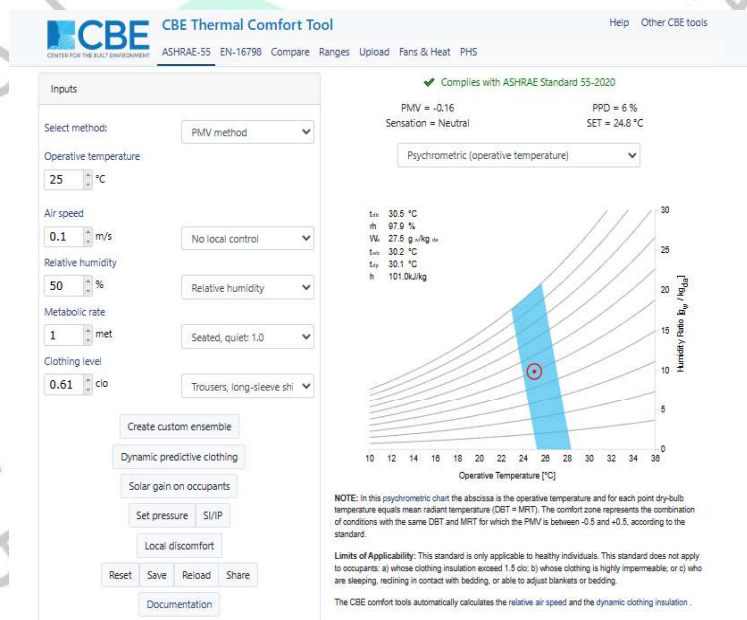 CBE
CENTER FOR THE BUILT ENVIRONMENT
CBE Thermal Comfort Tool
Help Other CBE tools
ASHRAE-55 EN-16798 Compare Ranges Upload Fans & Heat PHS
Inputs
Select method:
PMV method
Operative temperature
25 °C
Air speed
0.1 m/s
No local control
Relative humidity
50 %
Relative humidity
Metabolic rate
1 met
Seated, quiet: 1.0
Clothing level
0.61 clo
Trousers, long-sleeve shi
Create custom ensemble
Dynamic predictive clothing
Solar gain on occupants
Set pressure SI/IP
Local discomfort
Reset Save Reload Share
Documentation
✔ Complies with ASHRAE Standard 55-2020
PMV = -0.16 PPD = 6 %
Sensation = Neutral SET = 24.8 °C
Psychrometric (operative temperature)
tdb 30.5 °C
rh 97.9 %
Wa 27.5 g w/kg da
twb 30.2 °C
tdp 30.1 °C
h 101.0kJ/kg
30
25
20
15
10
5
0
Humidity Ratio [gw / kgda]
10 12 14 16 18 20 22 24 26 28 30 32 34 36
Operative Temperature [°C]
NOTE: In this psychrometric chart the abscissa is the operative temperature and for each point dry-bulb
temperature equals mean radiant temperature (DBT = MRT). The comfort zone represents the combination
of conditions with the same DBT and MRT for which the PMV is between -0.5 and +0.5, according to the
standard.
Limits of Applicability: This standard is only applicable to healthy individuals. This standard does not apply
to occupants: a) whose clothing insulation exceed 1.5 clo; b) whose clothing is highly impermeable; or c) who
are sleeping, reclining in contact with bedding, or able to adjust blankets or bedding.
The CBE comfort tools automatically calculates the relative air speed and the dynamic clothing insulation .